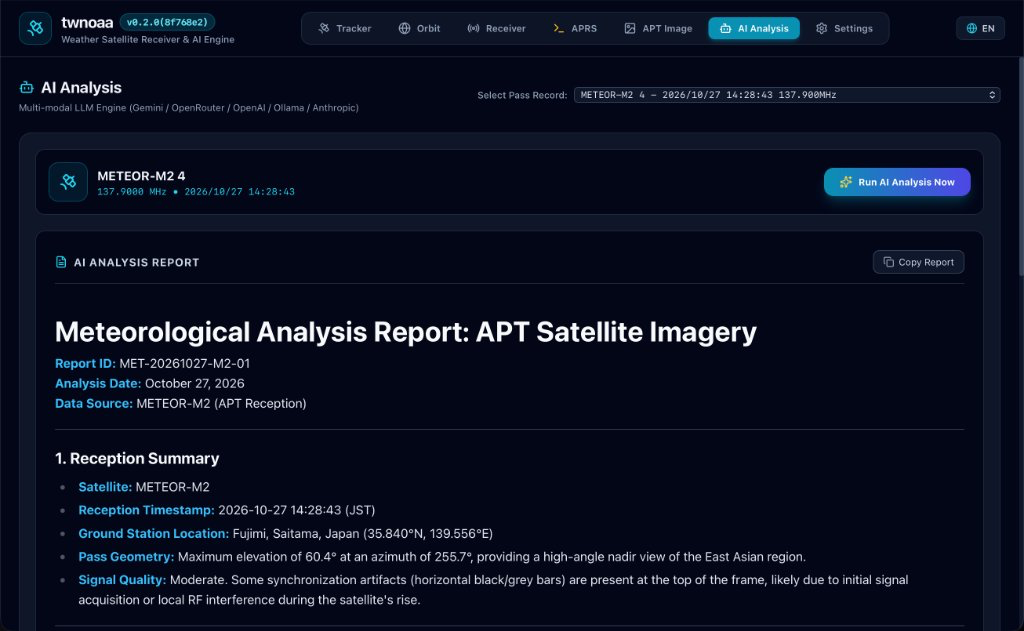 twnoaa v0.2.0(8f768e2)
Weather Satellite Receiver & AI Engine
Tracker
Orbit
Receiver
APRS
APT Image
AI Analysis
Settings
EN
AI Analysis
Multi-modal LLM Engine (Gemini / OpenRouter / OpenAI / Ollama / Anthropic)
Select Pass Record: METEOR-M2 4 - 2026/10/27 14:28:43 137.900MHz
METEOR-M2 4
137.9000 MHz • 2026/10/27 14:28:43
Run AI Analysis Now
AI ANALYSIS REPORT
Copy Report
Meteorological Analysis Report: APT Satellite Imagery
Report ID: MET-20261027-M2-01
Analysis Date: October 27, 2026
Data Source: METEOR-M2 (APT Reception)
1. Reception Summary
• Satellite: METEOR-M2
• Reception Timestamp: 2026-10-27 14:28:43 (JST)
• Ground Station Location: Fujimi, Saitama, Japan (35.840°N, 139.556°E)
• Pass Geometry: Maximum elevation of 60.4° at an azimuth of 255.7°, providing a high-angle nadir view of the East Asian region.
• Signal Quality: Moderate. Some synchronization artifacts (horizontal black/grey bars) are present at the top of the frame, likely due to initial signal
acquisition or local RF interference during the satellite's rise.